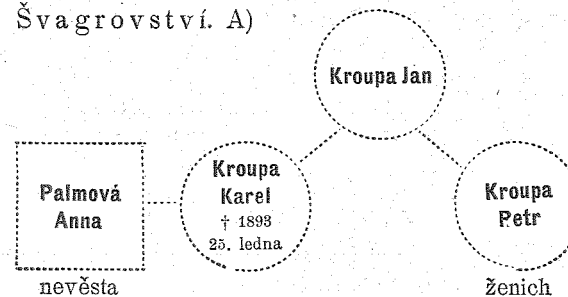 Švagrovství. A)
Kroupa Jan
Palmová
Anna
Kroupa
Karel
† 1893
25. ledna
Kroupa
Petr
nevěsta
ženich